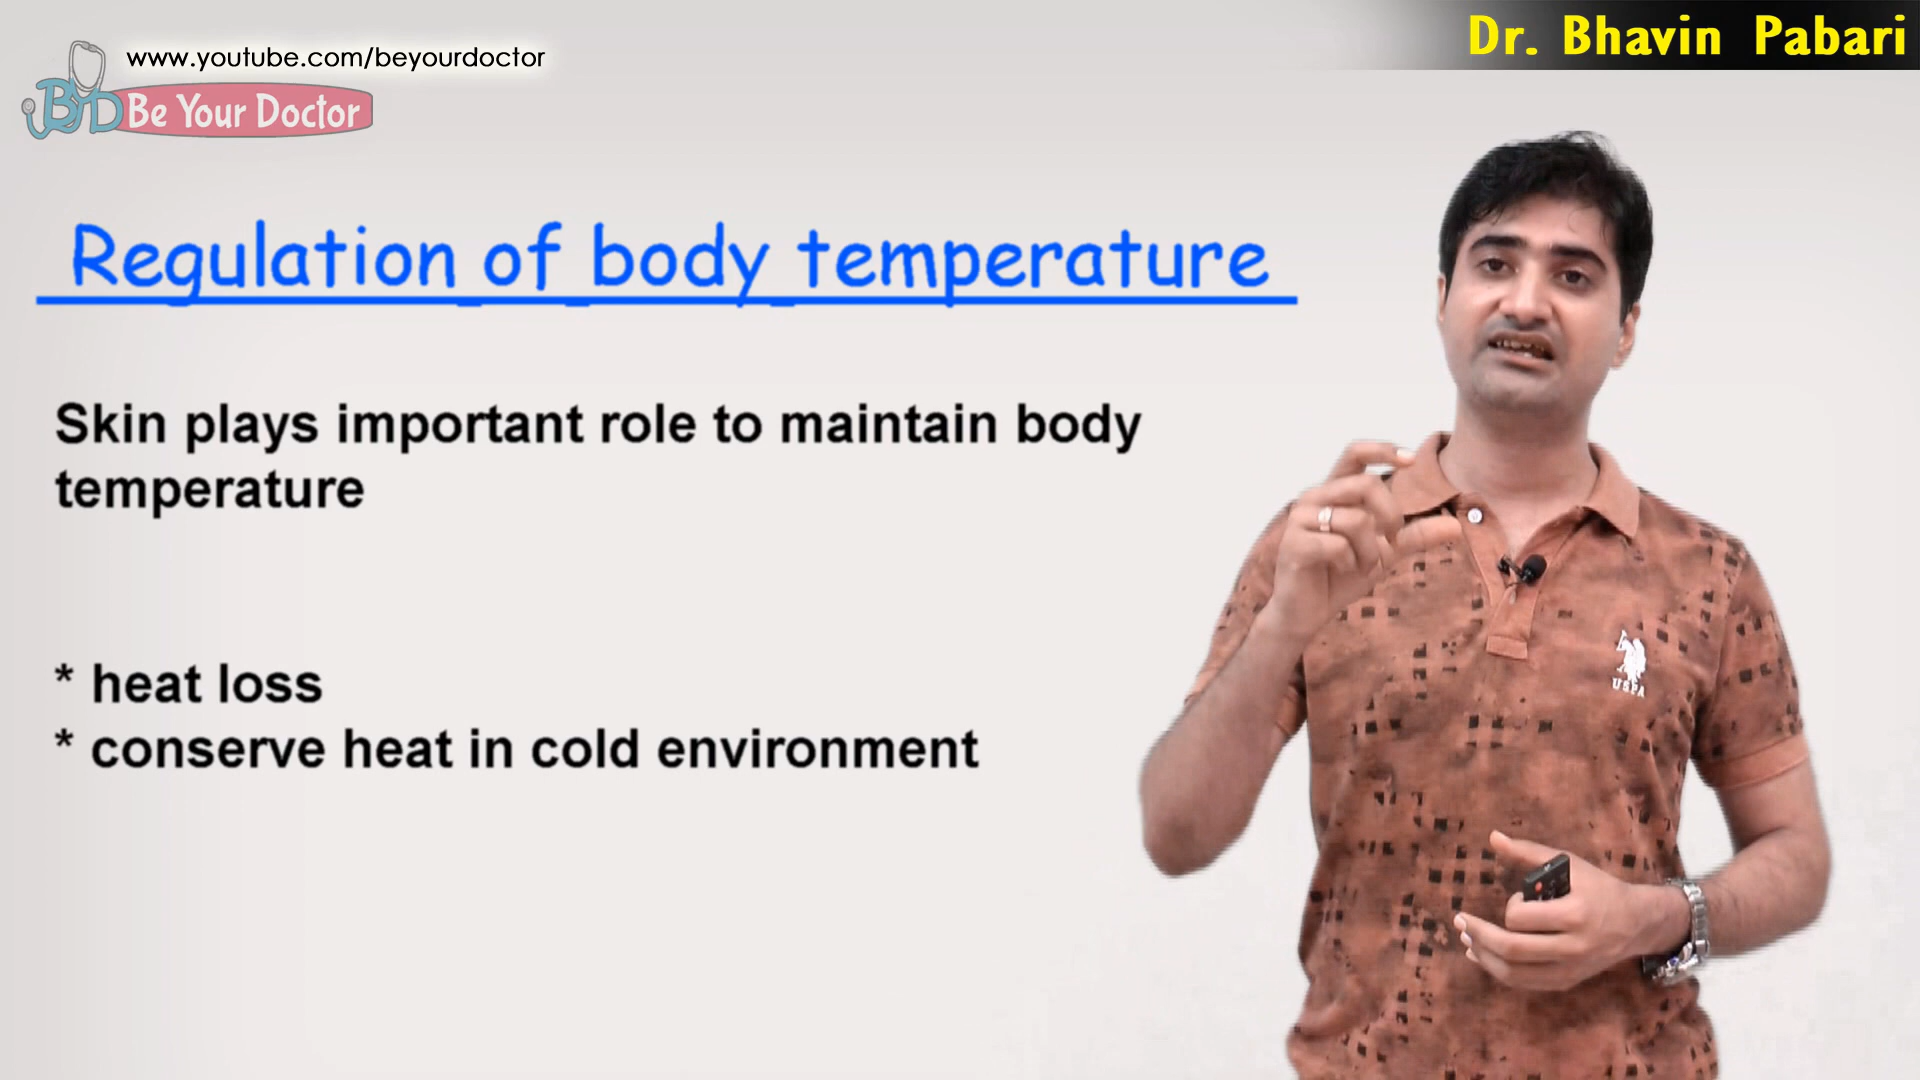 www.youtube.com/beyourdoctor
Dr. Bhavin Pabari
BYD Be Your Doctor
Regulation of body temperature
Skin plays important role to maintain body
temperature
* heat loss
* conserve heat in cold environment
USPA